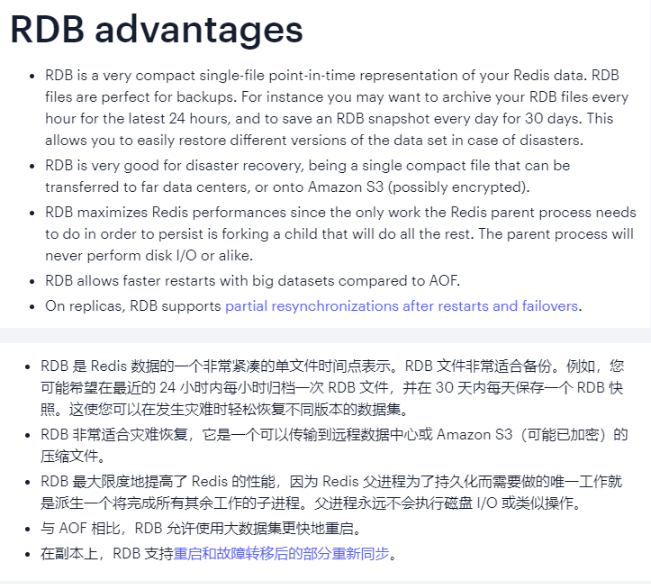 RDB advantages
• RDB is a very compact single-file point-in-time representation of your Redis data. RDB
files are perfect for backups. For instance you may want to archive your RDB files every
hour for the latest 24 hours, and to save an RDB snapshot every day for 30 days. This
allows you to easily restore different versions of the data set in case of disasters.
• RDB is very good for disaster recovery, being a single compact file that can be
transferred to far data centers, or onto Amazon S3 (possibly encrypted).
• RDB maximizes Redis performances since the only work the Redis parent process needs
to do in order to persist is forking a child that will do all the rest. The parent process will
never perform disk I/O or alike.
• RDB allows faster restarts with big datasets compared to AOF.
• On replicas, RDB supports partial resynchronizations after restarts and failovers.
• RDB 是 Redis 数据的一个非常紧凑的单文件时间点表示。RDB 文件非常适合备份。例如，您
可能希望在最近的 24 小时内每小时归档一次 RDB 文件，并在 30 天内每天保存一个 RDB 快
照。这使您可以在发生灾难时轻松恢复不同版本的数据集。
• RDB 非常适合灾难恢复，它是一个可以传输到远程数据中心或 Amazon S3（可能已加密）的
压缩文件。
• RDB 最大限度地提高了 Redis 的性能，因为 Redis 父进程为了持久化而需要做的唯一工作就
是派生一个将完成所有其余工作的子进程。父进程永远不会执行磁盘 I/O 或类似操作。
• 与 AOF 相比，RDB 允许使用大数据集更快地重启。
• 在副本上，RDB 支持重启和故障转移后的部分重新同步。